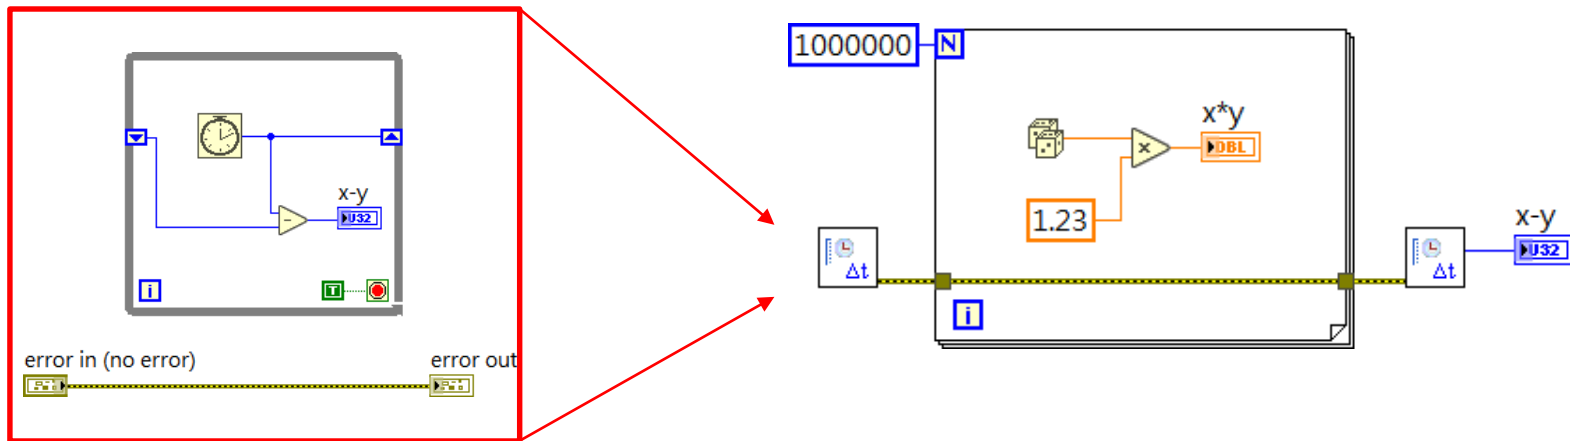 x-y
U32
i
T
error in (no error)
error out
1000000
N
x*y
DBL
x
1.23
i
Δt
Δt
x-y
U32